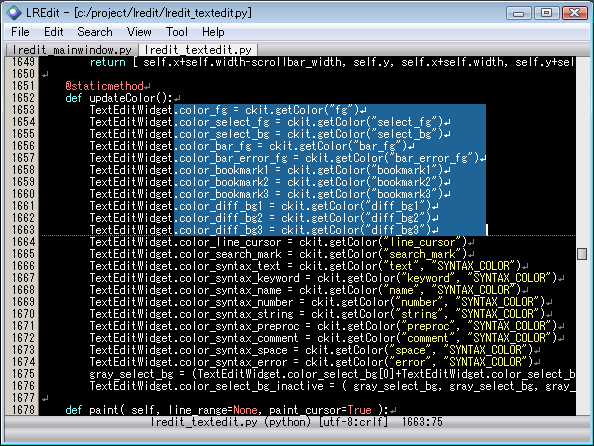 LREdit - [c:/project/lredit/lredit_textedit.py]
File Edit Search View Tool Help
lredit_mainwindow.py lredit_textedit.py
1649 return [ self.x+self.width-scrollbar_width, self.y, self.x+self.width, self.y+sel
1650
1651 @staticmethod
1652 def updateColor():
1653 TextEditWidget.color_fg = ckit.getColor("fg")
1654 TextEditWidget.color_select_fg = ckit.getColor("select_fg")
1655 TextEditWidget.color_select_bg = ckit.getColor("select_bg")
1656 TextEditWidget.color_bar_fg = ckit.getColor("bar_fg")
1657 TextEditWidget.color_bar_error_fg = ckit.getColor("bar_error_fg")
1658 TextEditWidget.color_bookmark1 = ckit.getColor("bookmark1")
1659 TextEditWidget.color_bookmark2 = ckit.getColor("bookmark2")
1660 TextEditWidget.color_bookmark3 = ckit.getColor("bookmark3")
1661 TextEditWidget.color_diff_bg1 = ckit.getColor("diff_bg1")
1662 TextEditWidget.color_diff_bg2 = ckit.getColor("diff_bg2")
1663 TextEditWidget.color_diff_bg3 = ckit.getColor("diff_bg3")
1664 TextEditWidget.color_line_cursor = ckit.getColor("line_cursor")
1665 TextEditWidget.color_search_mark = ckit.getColor("search_mark")
1666 TextEditWidget.color_syntax_text = ckit.getColor("text", "SYNTAX_COLOR")
1667 TextEditWidget.color_syntax_keyword = ckit.getColor("keyword", "SYNTAX_COLOR")
1668 TextEditWidget.color_syntax_name = ckit.getColor("name", "SYNTAX_COLOR")
1669 TextEditWidget.color_syntax_number = ckit.getColor("number", "SYNTAX_COLOR")
1670 TextEditWidget.color_syntax_string = ckit.getColor("string", "SYNTAX_COLOR")
1671 TextEditWidget.color_syntax_preproc = ckit.getColor("preproc", "SYNTAX_COLOR")
1672 TextEditWidget.color_syntax_comment = ckit.getColor("comment", "SYNTAX_COLOR")
1673 TextEditWidget.color_syntax_space = ckit.getColor("space", "SYNTAX_COLOR")
1674 TextEditWidget.color_syntax_error = ckit.getColor("error", "SYNTAX_COLOR")
1675 gray_select_bg = (TextEditWidget.color_select_bg[0]+TextEditWidget.color_select_b
1676 TextEditWidget.color_select_bg_inactive = ( gray_select_bg, gray_select_bg, gray_
1677
1678 def paint( self, line_range=None, paint_cursor=True ):
lredit_textedit.py (python) [utf-8:crlf] 1663:75